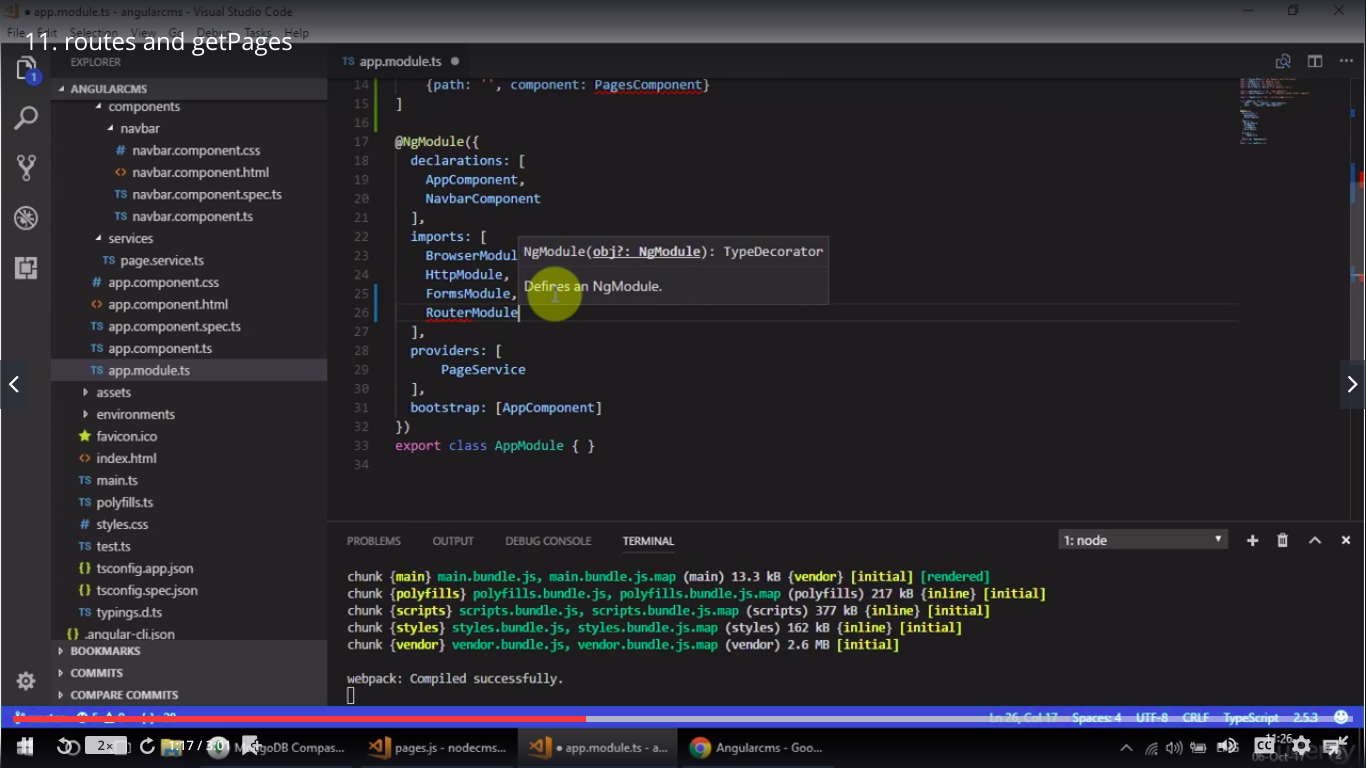 app.module.ts - angularcms - Visual Studio Code
File Edit Selection View Go Debug Tasks Help
11. routes and getPages
EXPLORER
ANGULARCMS
components
navbar
navbar.component.css
navbar.component.html
navbar.component.spec.ts
navbar.component.ts
services
page.service.ts
app.component.css
app.component.html
app.component.spec.ts
app.component.ts
app.module.ts
assets
environments
favicon.ico
index.html
main.ts
polyfills.ts
styles.css
test.ts
tsconfig.app.json
tsconfig.spec.json
typings.d.ts
.angular-cli.json
BOOKMARKS
COMMITS
COMPARE COMMITS
TS app.module.ts
14 {path: '', component: PagesComponent}
15 ]
16
17 @NgModule({
18 declarations: [
19 AppComponent,
20 NavbarComponent
21 ],
22 imports: [
23 BrowserModul
24 HttpModule,
25 FormsModule,
26 RouterModule
27 ],
28 providers: [
29 PageService
30 ],
31 bootstrap: [AppComponent]
32 })
33 export class AppModule { }
34
NgModule(obj?: NgModule): TypeDecorator
Defines an NgModule.
PROBLEMS OUTPUT DEBUG CONSOLE TERMINAL 1: node
chunk {main} main.bundle.js, main.bundle.js.map (main) 13.3 kB {vendor} [initial] [rendered]
chunk {polyfills} polyfills.bundle.js, polyfills.bundle.js.map (polyfills) 217 kB {inline} [initial]
chunk {scripts} scripts.bundle.js, scripts.bundle.js.map (scripts) 377 kB {inline} [initial]
chunk {styles} styles.bundle.js, styles.bundle.js.map (styles) 162 kB {inline} [initial]
chunk {vendor} vendor.bundle.js, vendor.bundle.js.map (vendor) 2.6 MB [initial]
webpack: Compiled successfully.
Ln 26, Col 17 Spaces: 4 UTF-8 CRLF TypeScript 2.5.3
2x 1:17 / 3:01 MongoDB Compas... pages.js - nodecms... ● app.module.ts - a... Angularcms - Goo... CC 11:26
06-Oct-17